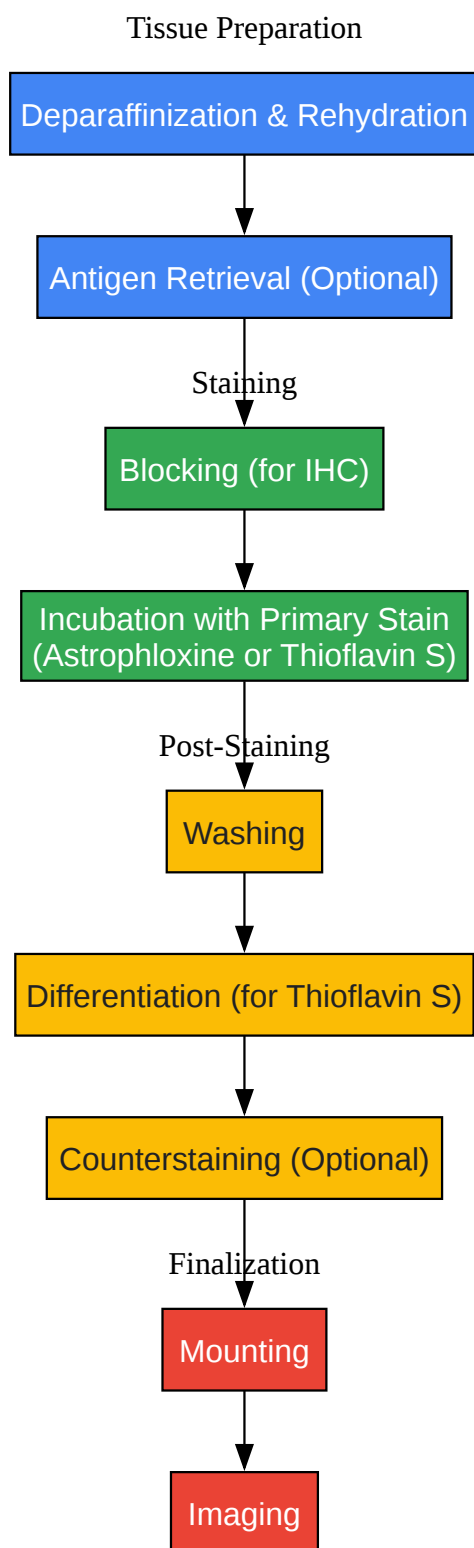 Tissue Preparation
Deparaffinization & Rehydration
Antigen Retrieval (Optional)
Staining
Blocking (for IHC)
Incubation with Primary Stain
(Astrophloxine or Thioflavin S)
Post-Staining
Washing
Differentiation (for Thioflavin S)
Counterstaining (Optional)
Finalization
Mounting
Imaging